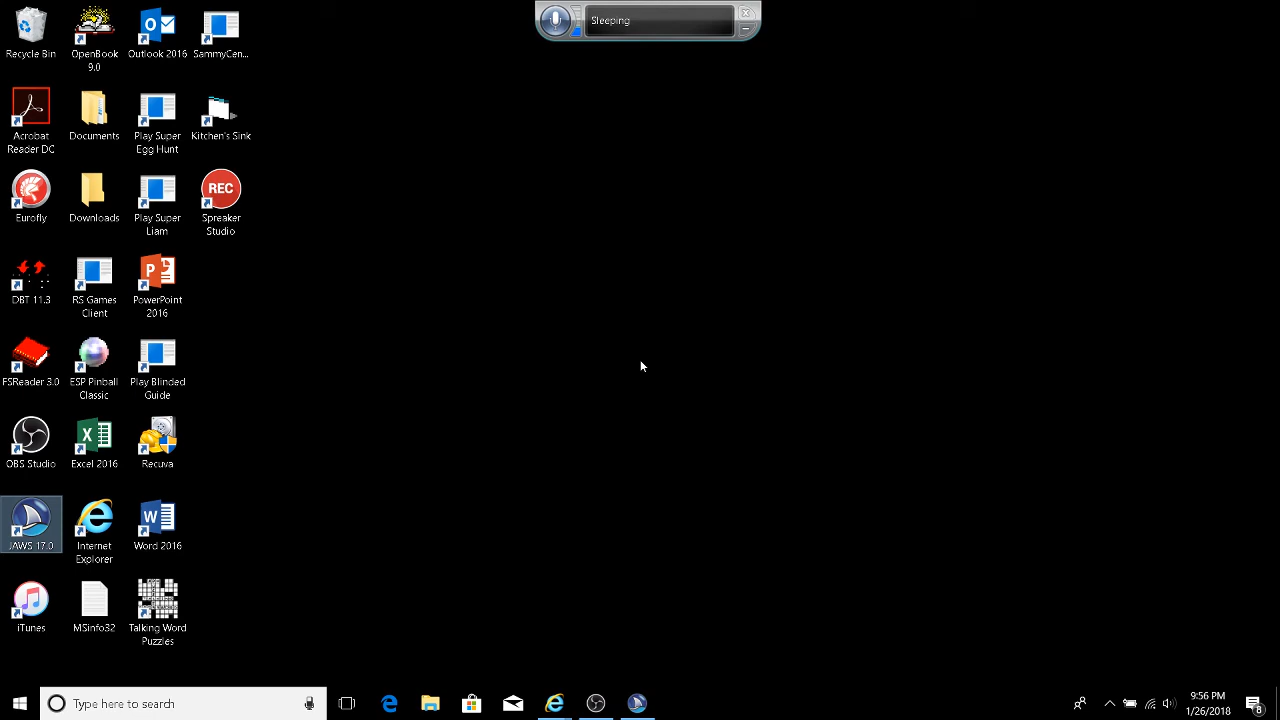 Sleeping
Recycle Bin
OpenBook
9.0
Outlook 2016
SammyCen...
Acrobat
Reader DC
Documents
Play Super
Egg Hunt
Kitchen's Sink
Eurofly
Downloads
Play Super
Liam
REC
Spreaker
Studio
DBT 11.3
RS Games
Client
PowerPoint
2016
FSReader 3.0
ESP Pinball
Classic
Play Blinded
Guide
OBS Studio
Excel 2016
Recuva
JAWS 17.0
Internet
Explorer
Word 2016
iTunes
MSinfo32
Talking Word
Puzzles
Type here to search
9:56 PM
1/26/2018
8